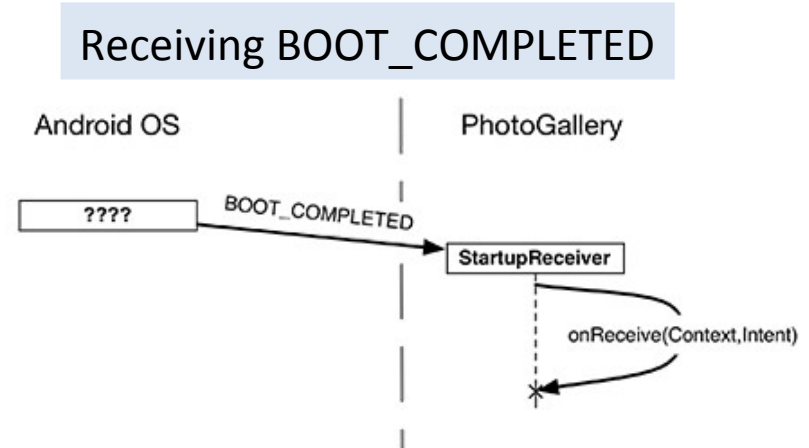 Receiving BOOT_COMPLETED
Android OS
PhotoGallery
????
BOOT_COMPLETED
StartupReceiver
onReceive(Context,Intent)